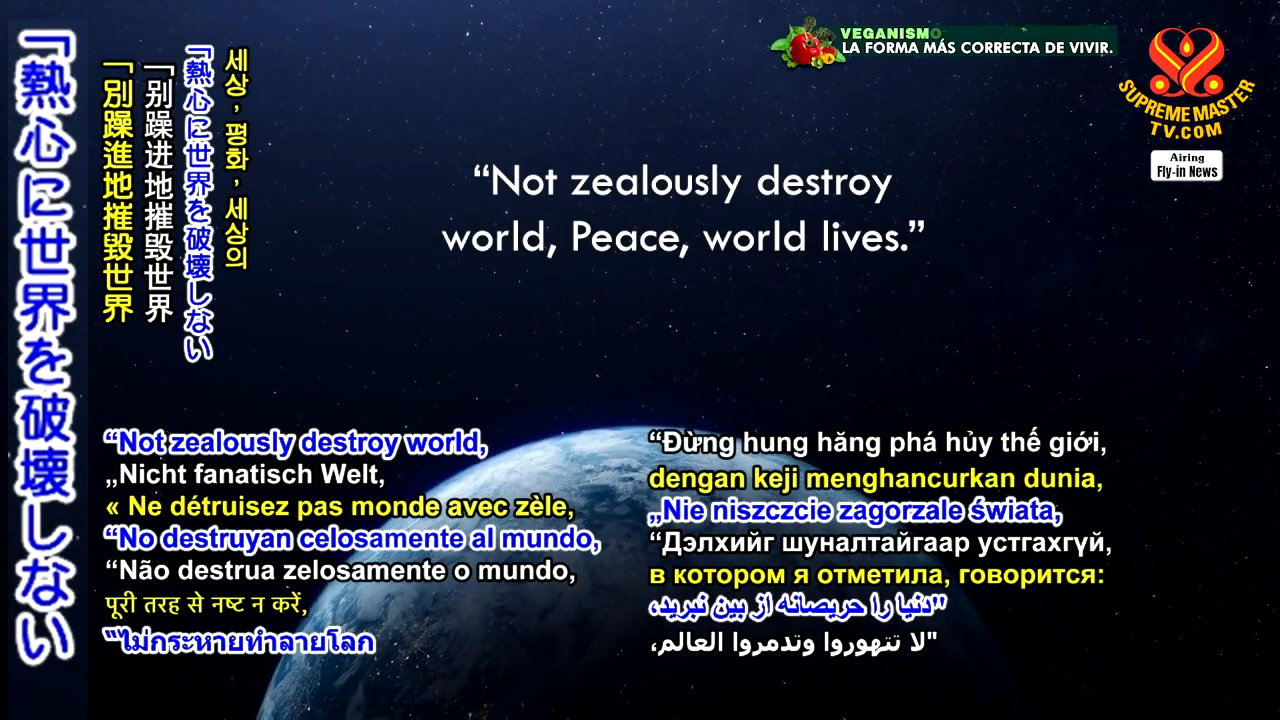 「熱心に世界を破壊しない
「別躁進地摧毀世界
「别躁进地摧毁世界
「熱心に世界を破壊しない
세상, 평화, 세상의
VEGANISMO
LA FORMA MÁS CORRECTA DE VIVIR.
SUPREME MASTER
TV.COM
Airing
Fly-in News
“Not zealously destroy
world, Peace, world lives.”
“Not zealously destroy world,
„Nicht fanatisch Welt,
« Ne détruisez pas monde avec zèle,
“No destruyan celosamente al mundo,
“Não destrua zelosamente o mundo,
पूरी तरह से नष्ट न करें,
“ไม่กระหายทำลายโลก
“Đừng hung hăng phá hủy thế giới,
dengan keji menghancurkan dunia,
„Nie niszczcie zagorzale świata,
“Дэлхийг шуналтайгаар устгахгүй,
в котором я отметила, говорится:
”دنیا را حریصانه از بین نبرید،
"لا تتهوروا وتدمروا العالم،